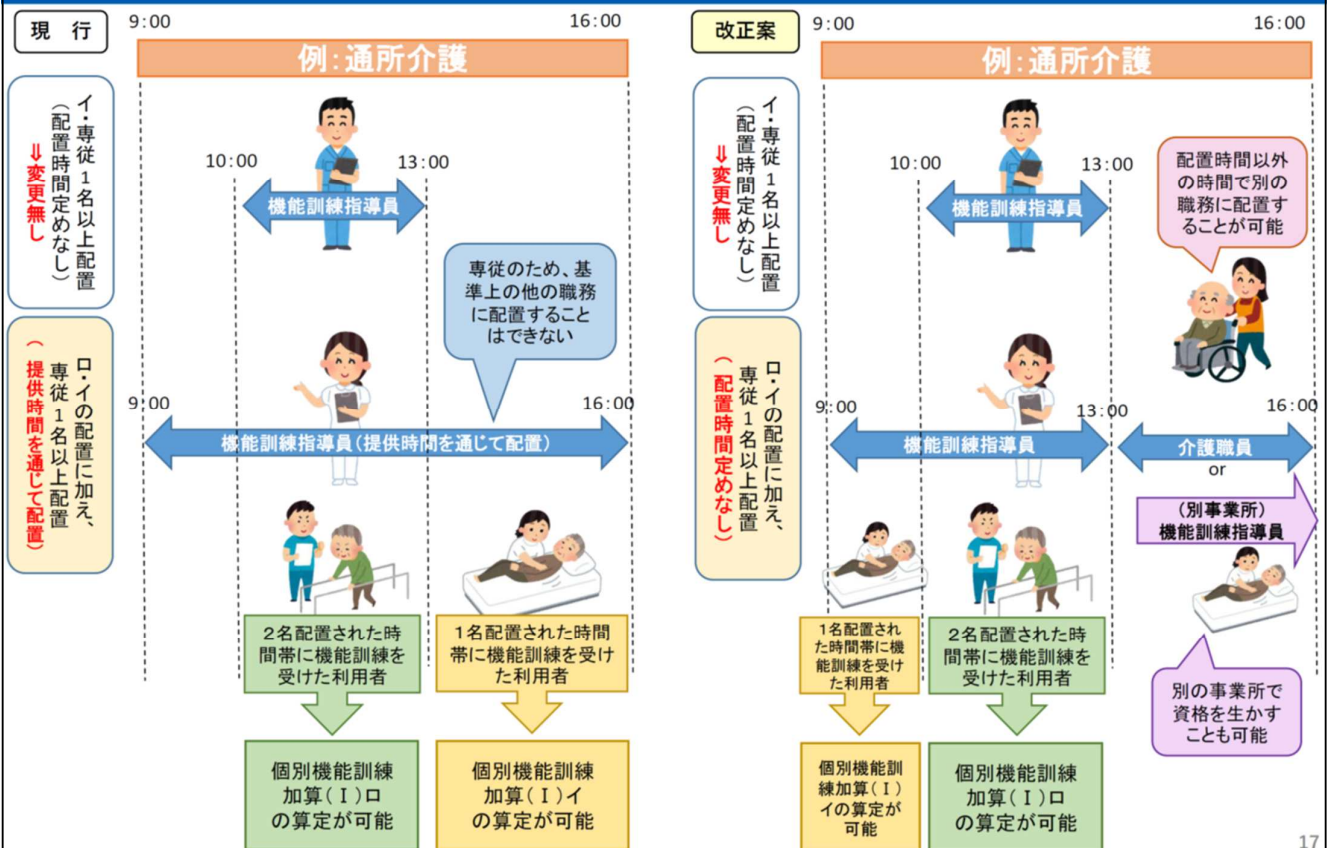 現　行
9:00
16:00
例：通所介護
イ・専従１名以上配置
（配置時間定めなし）
⇓変更無し
10:00
13:00
機能訓練指導員
専従のため、基
準上の他の職務
に配置すること
はできない
ロ・イの配置に加え、
専従１名以上配置
（提供時間を通じて配置）
9:00
16:00
機能訓練指導員（提供時間を通じて配置）
２名配置された時
間帯に機能訓練を
受けた利用者
１名配置された時間
帯に機能訓練を受け
た利用者
個別機能訓練
加算（Ⅰ）ロ
の算定が可能
個別機能訓練
加算（Ⅰ）イ
の算定が可能
改正案
9:00
16:00
例：通所介護
イ・専従１名以上配置
（配置時間定めなし）
⇓変更無し
10:00
13:00
機能訓練指導員
配置時間以外
の時間で別の
職務に配置す
ることが可能
ロ・イの配置に加え、
専従１名以上配置
（配置時間定めなし）
9:00
13:00
16:00
機能訓練指導員
介護職員
or
（別事業所）
機能訓練指導員
１名配置され
た時間帯に機
能訓練を受け
た利用者
２名配置された時
間帯に機能訓練を
受けた利用者
別の事業所で
資格を生かす
ことも可能
個別機能訓
練加算（Ⅰ）
イの算定が
可能
個別機能訓練
加算（Ⅰ）ロ
の算定が可能
17